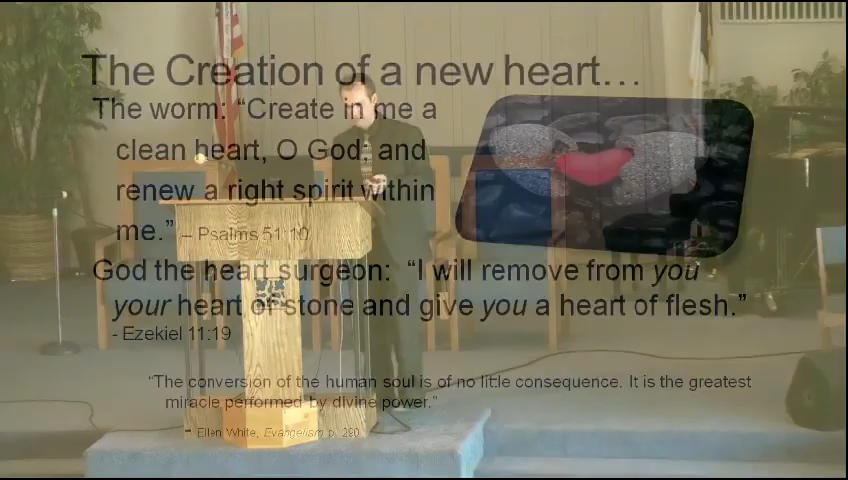 The Creation of a new heart…
The worm: “Create in me a
clean heart, O God, and
renew a right spirit within
me.” – Psalms 51:10
God the heart surgeon: “I will remove from you
your heart of stone and give you a heart of flesh.”
- Ezekiel 11:19
“The conversion of the human soul is of no little consequence. It is the greatest
miracle performed by divine power.”
– Ellen White, Evangelism p. 290